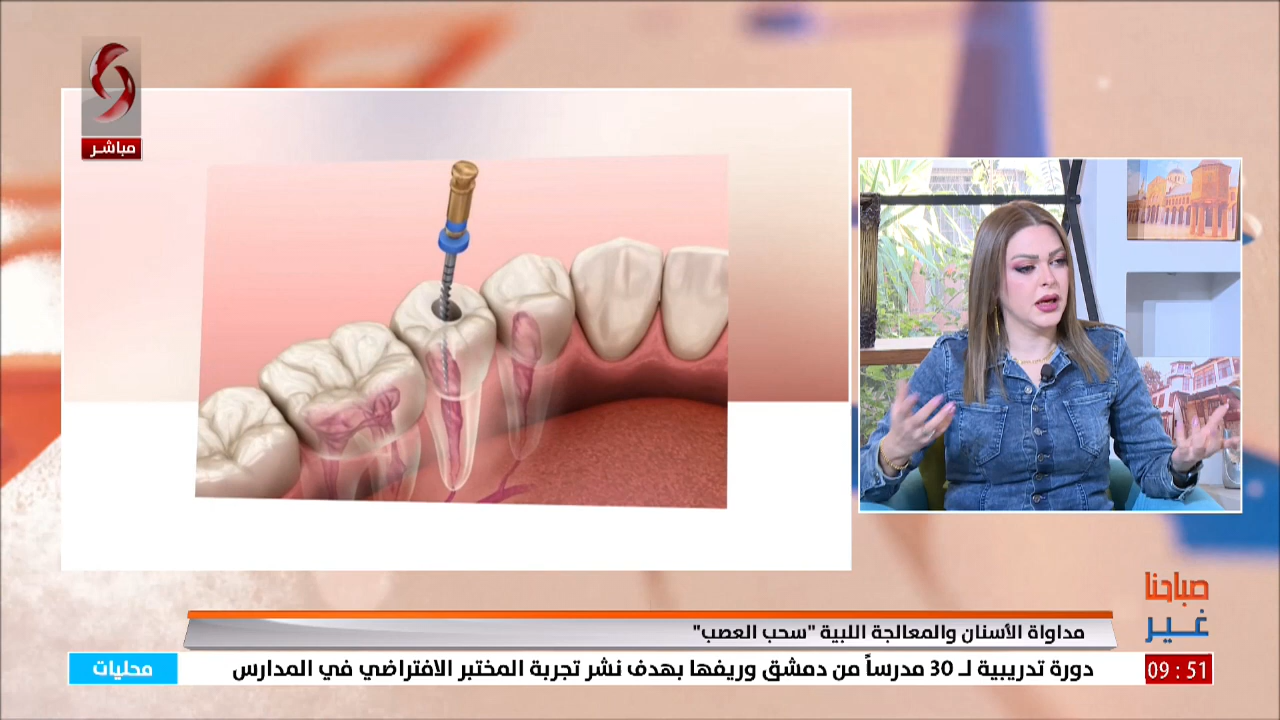 مباشر
صباحنا
غير
مداواة الأسنان والمعالجة اللبية "سحب العصب"
09 : 51
دورة تدريبية لـ 30 مدرساً من دمشق وريفها بهدف نشر تجربة المختبر الافتراضي في المدارس
محليات